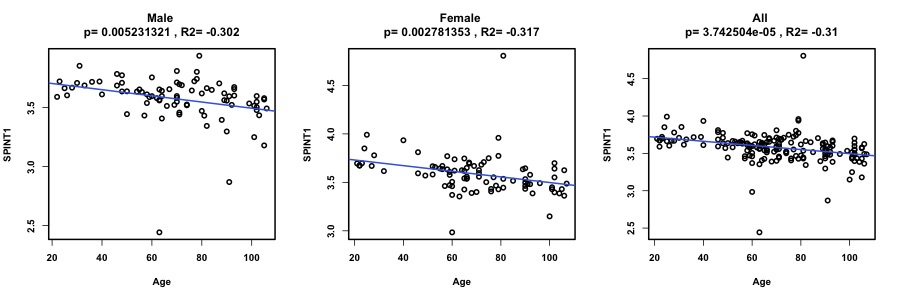 Male
p= 0.005231321 , R2= -0.302
SPINT1
3.5
3.0
2.5
20 40 60 80 100
Age
Female
p= 0.002781353 , R2= -0.317
SPINT1
4.5
4.0
3.5
3.0
20 40 60 80 100
Age
All
p= 3.742504e-05 , R2= -0.31
SPINT1
4.5
4.0
3.5
3.0
2.5
20 40 60 80 100
Age